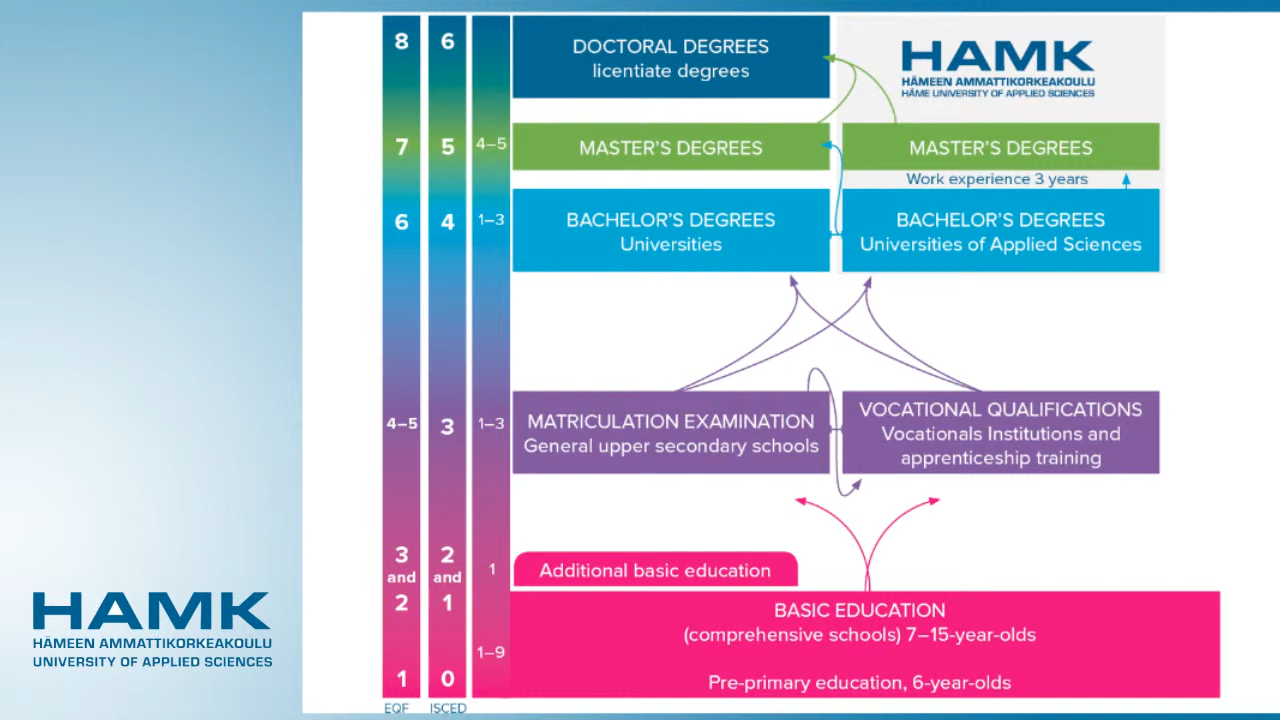 8
6
DOCTORAL DEGREES
licentiate degrees
HAMK
HÄMEEN AMMATTIKORKEAKOULU
HÄME UNIVERSITY OF APPLIED SCIENCES
7
5
4–5
MASTER'S DEGREES
MASTER'S DEGREES
Work experience 3 years
6
4
1–3
BACHELOR'S DEGREES
Universities
BACHELOR'S DEGREES
Universities of Applied Sciences
4–5
3
1–3
MATRICULATION EXAMINATION
General upper secondary schools
VOCATIONAL QUALIFICATIONS
Vocationals Institutions and
apprenticeship training
3
and
2
2
and
1
1
Additional basic education
BASIC EDUCATION
(comprehensive schools) 7–15-year-olds
1–9
1
0
Pre-primary education, 6-year-olds
EQF
ISCED
HAMK
HÄMEEN AMMATTIKORKEAKOULU
UNIVERSITY OF APPLIED SCIENCES